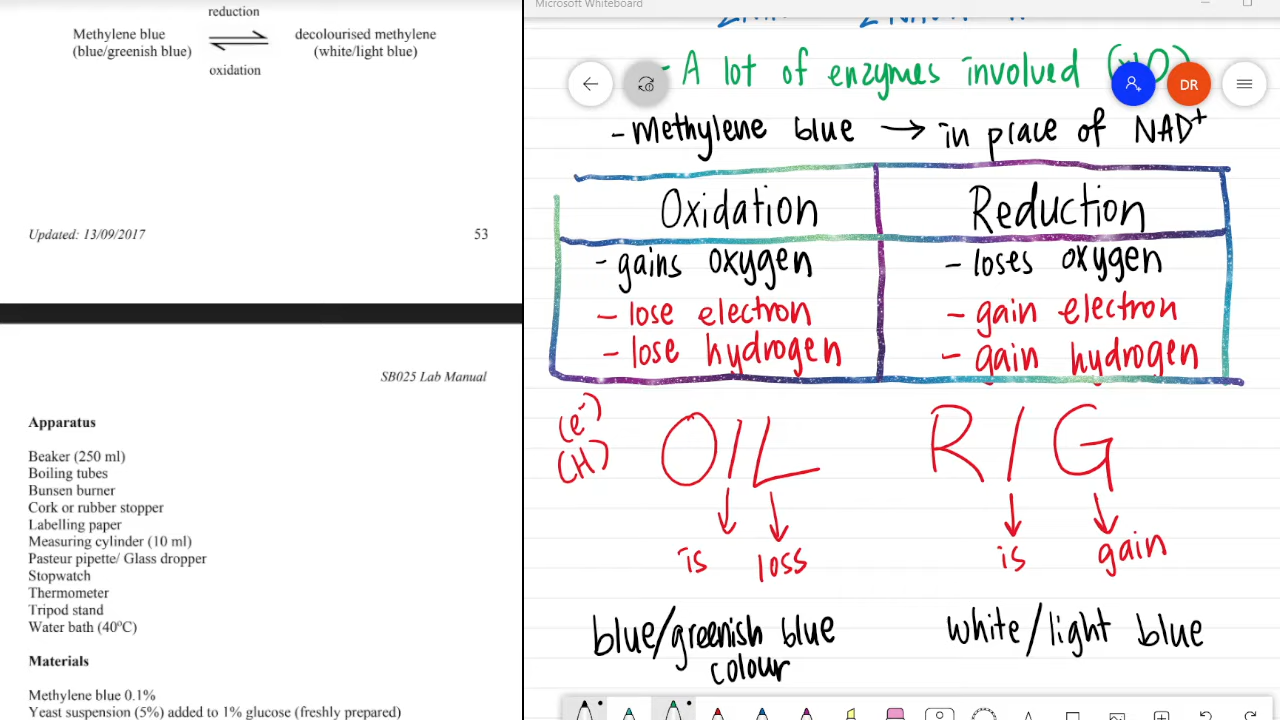 reduction
Methylene blue decolourised methylene
(blue/greenish blue) (white/light blue)
oxidation
Updated: 13/09/2017 53
SB025 Lab Manual
Apparatus
Beaker (250 ml)
Boiling tubes
Bunsen burner
Cork or rubber stopper
Labelling paper
Measuring cylinder (10 ml)
Pasteur pipette/ Glass dropper
Stopwatch
Thermometer
Tripod stand
Water bath (40°C)
Materials
Methylene blue 0.1%
Yeast suspension (5%) added to 1% glucose (freshly prepared)
Microsoft Whiteboard
- A lot of enzymes involved
DR
- Methylene blue → in place of NAD+
Oxidation Reduction
- gains oxygen - loses oxygen
- lose electron - gain electron
- lose hydrogen - gain hydrogen
(e-)
(H)
OIL RIG
is loss is gain
blue/greenish blue white/light blue
colour